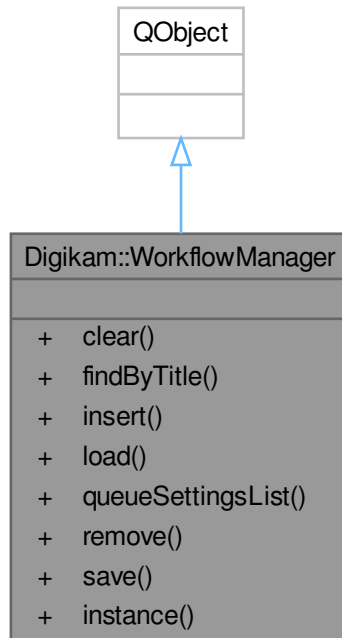 QObject
Digikam::WorkflowManager
+ clear()
+ findByTitle()
+ insert()
+ load()
+ queueSettingsList()
+ remove()
+ save()
+ instance()